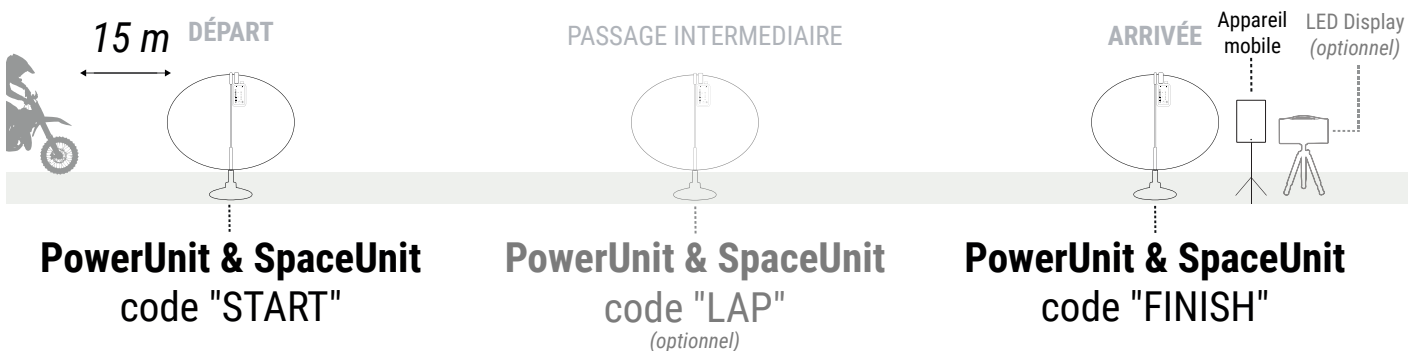 15 m
DÉPART
PASSAGE INTERMEDIAIRE
ARRIVÉE
Appareil
mobile
LED Display
(optionnel)
PowerUnit & SpaceUnit
code "START"
PowerUnit & SpaceUnit
code "LAP"
(optionnel)
PowerUnit & SpaceUnit
code "FINISH"